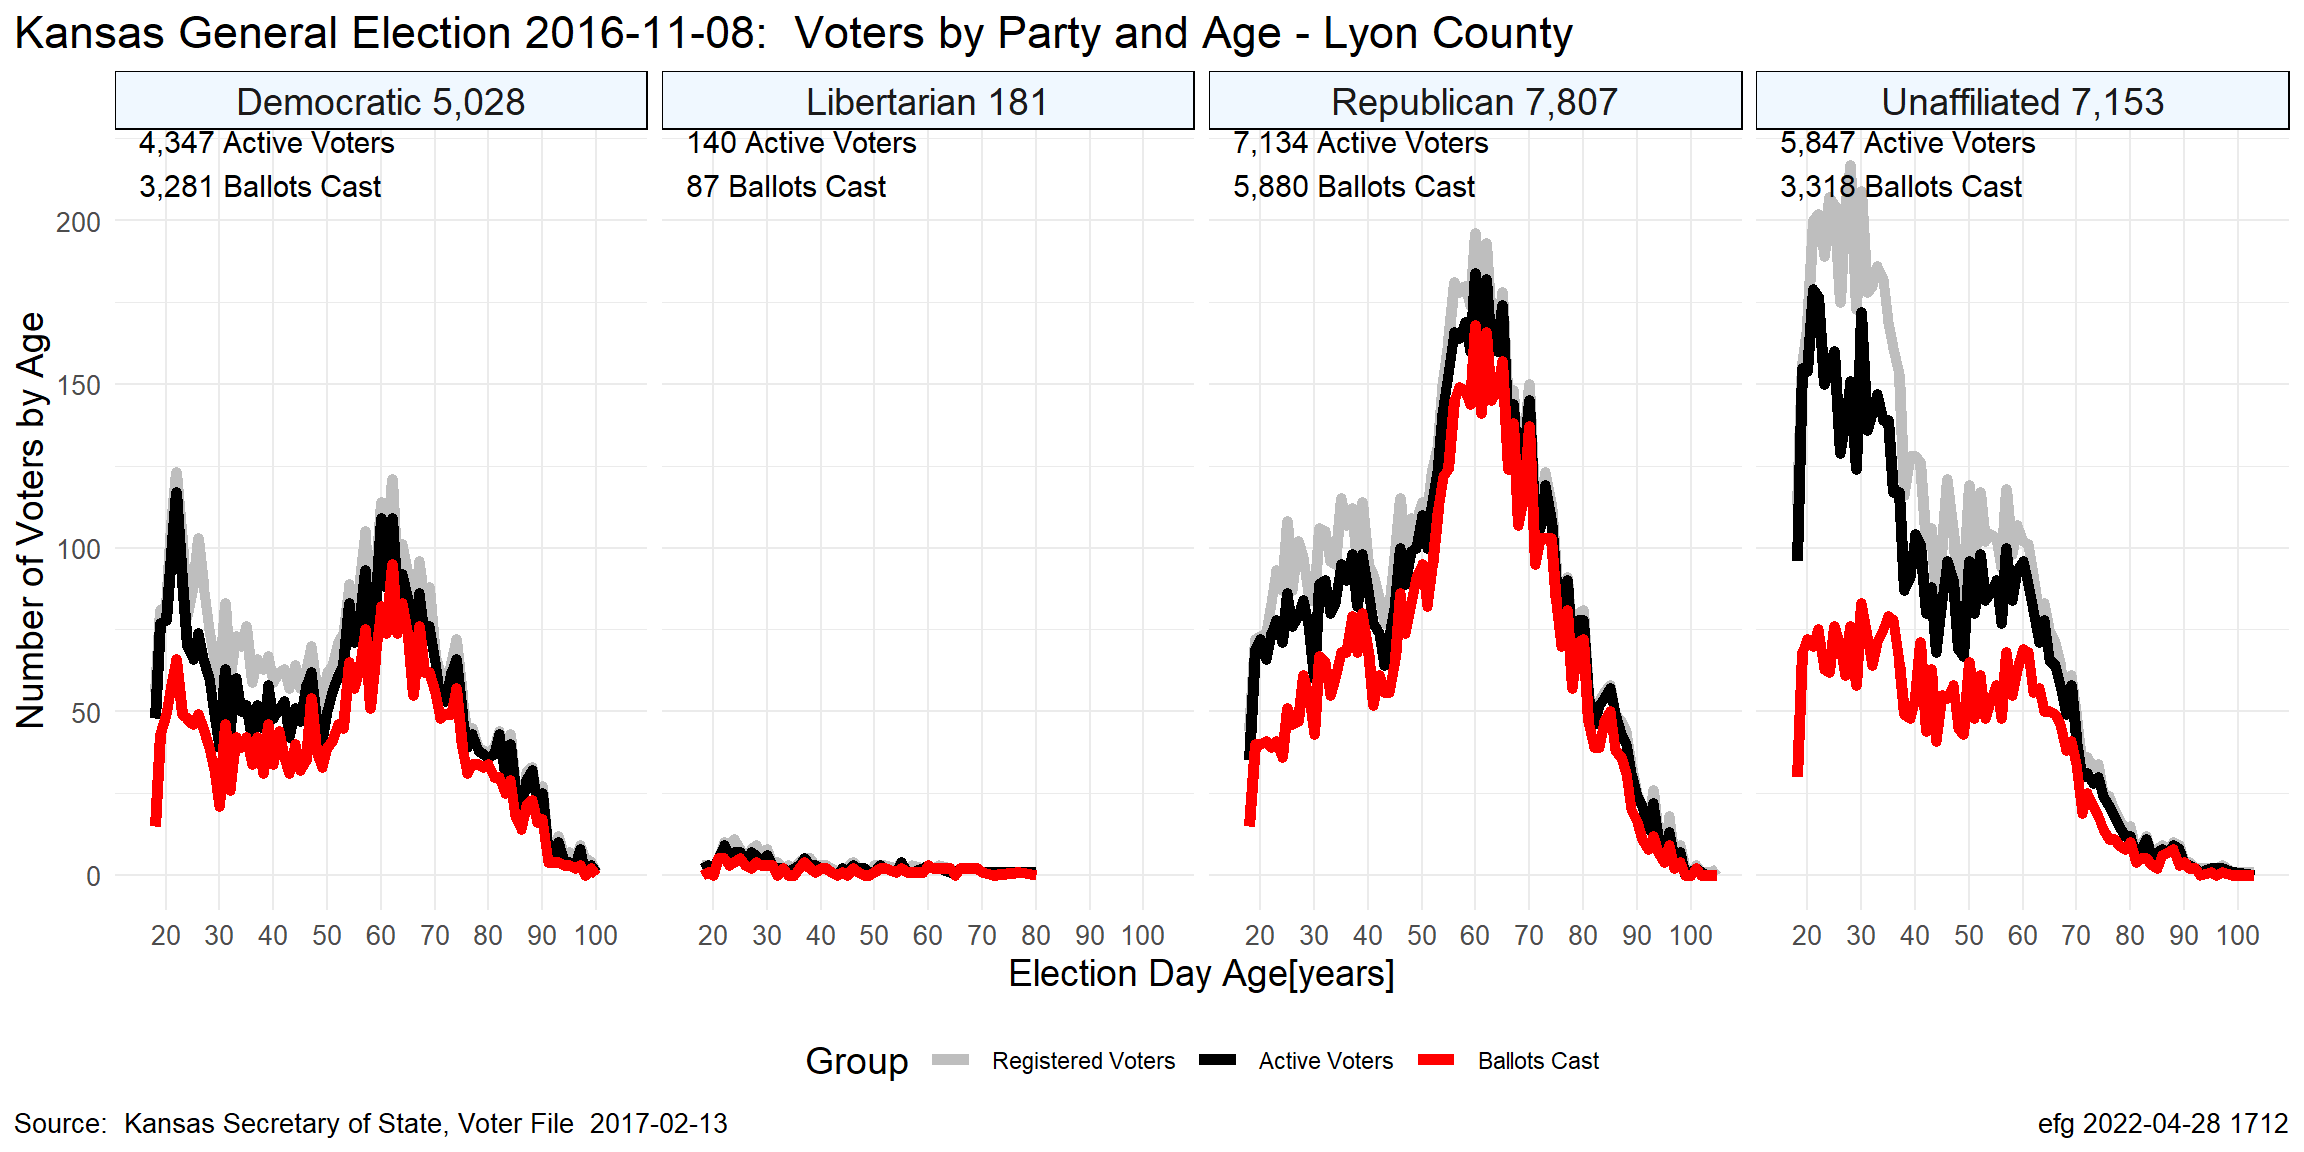 Kansas General Election 2016-11-08:  Voters by Party and Age - Lyon County
Democratic 5,028
Libertarian 181
Republican 7,807
Unaffiliated 7,153
4,347 Active Voters
3,281 Ballots Cast
140 Active Voters
87 Ballots Cast
7,134 Active Voters
5,880 Ballots Cast
5,847 Active Voters
3,318 Ballots Cast
Number of Voters by Age
200
150
100
50
0
20 30 40 50 60 70 80 90 100
20 30 40 50 60 70 80 90 100
20 30 40 50 60 70 80 90 100
20 30 40 50 60 70 80 90 100
Election Day Age[years]
Group Registered Voters Active Voters Ballots Cast
Source:  Kansas Secretary of State, Voter File  2017-02-13
efg 2022-04-28 1712